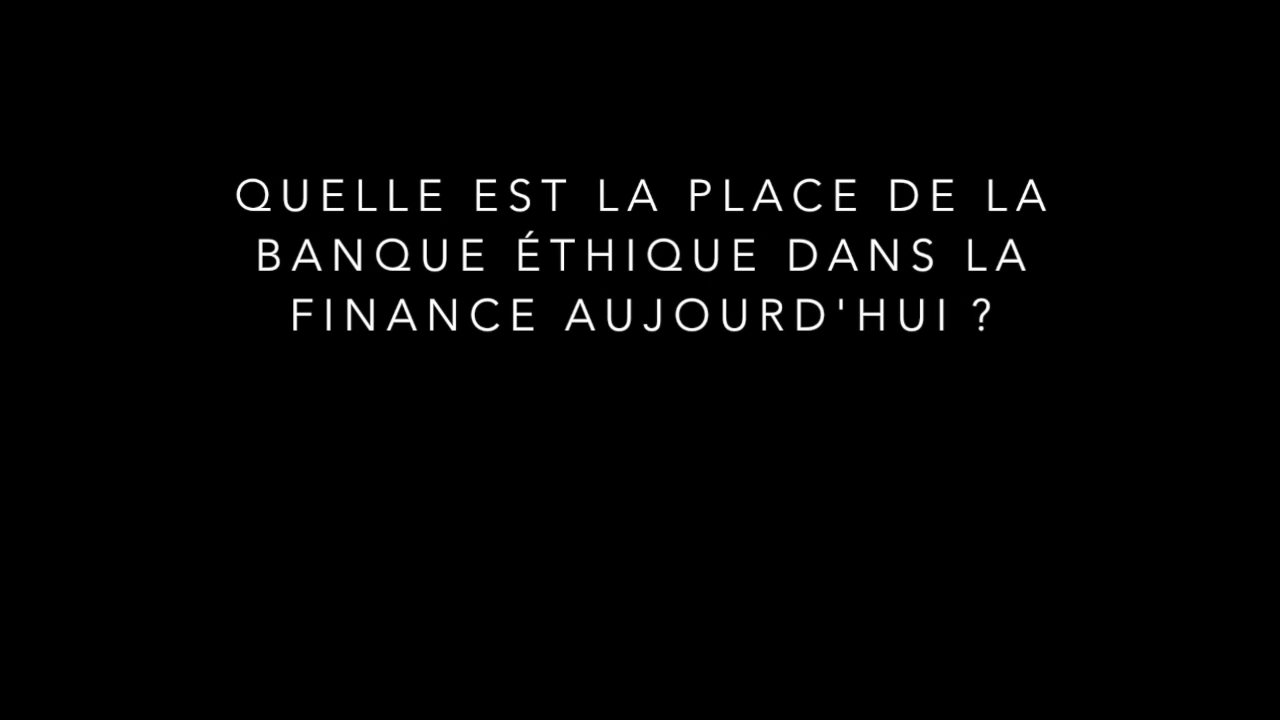 QUELLE EST LA PLACE DE LA
BANQUE ÉTHIQUE DANS LA
FINANCE AUJOURD'HUI ?